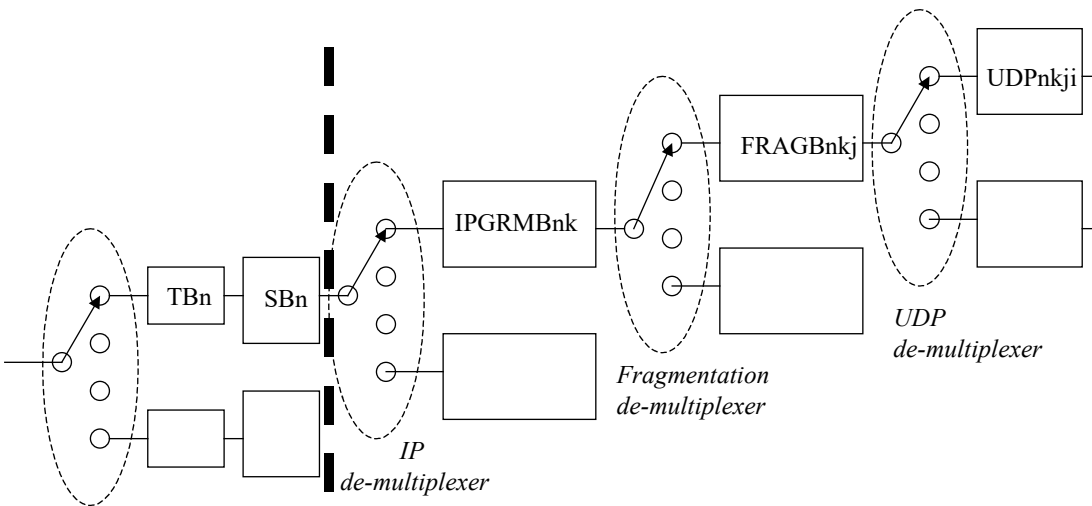 TBn
SBn
IP
de-multiplexer
IPGRMBnk
Fragmentation
de-multiplexer
FRAGBnkj
UDP
de-multiplexer
UDPnkji